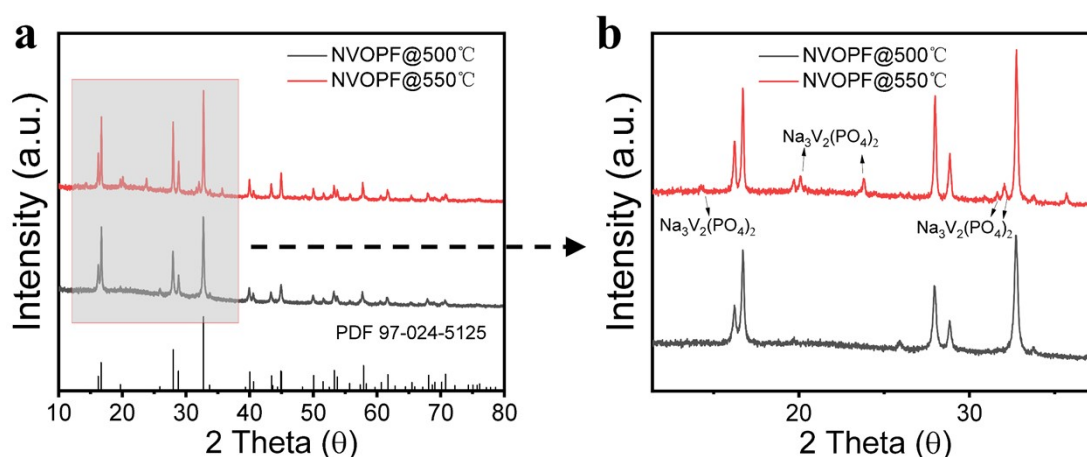 a
NVOPF@500℃
NVOPF@550℃
Intensity (a.u.)
PDF 97-024-5125
10 20 30 40 50 60 70 80
2 Theta (θ)
b
NVOPF@500℃
NVOPF@550℃
Intensity (a.u.)
Na₃V₂(PO₄)₂
Na₃V₂(PO₄)₂
Na₃V₂(PO₄)₂
20 30
2 Theta (θ)